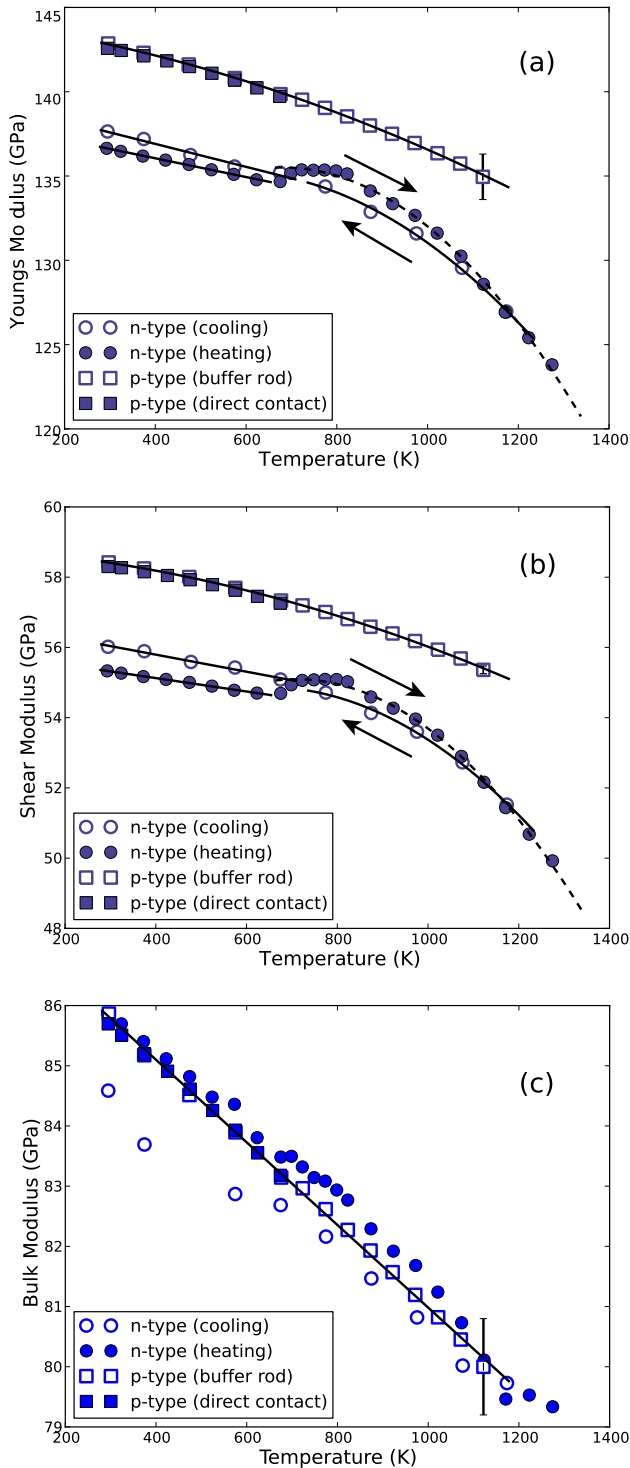 145
(a)
140
135
130
125
120
Youngs Mo dulus (GPa)
n-type (cooling)
n-type (heating)
p-type (buffer rod)
p-type (direct contact)
200 400 600 800 1000 1200 1400
Temperature (K)
60
(b)
58
56
54
52
50
48
Shear Modulus (GPa)
n-type (cooling)
n-type (heating)
p-type (buffer rod)
p-type (direct contact)
200 400 600 800 1000 1200 1400
Temperature (K)
86
(c)
85
84
83
82
81
80
79
Bulk Modulus (GPa)
n-type (cooling)
n-type (heating)
p-type (buffer rod)
p-type (direct contact)
200 400 600 800 1000 1200 1400
Temperature (K)